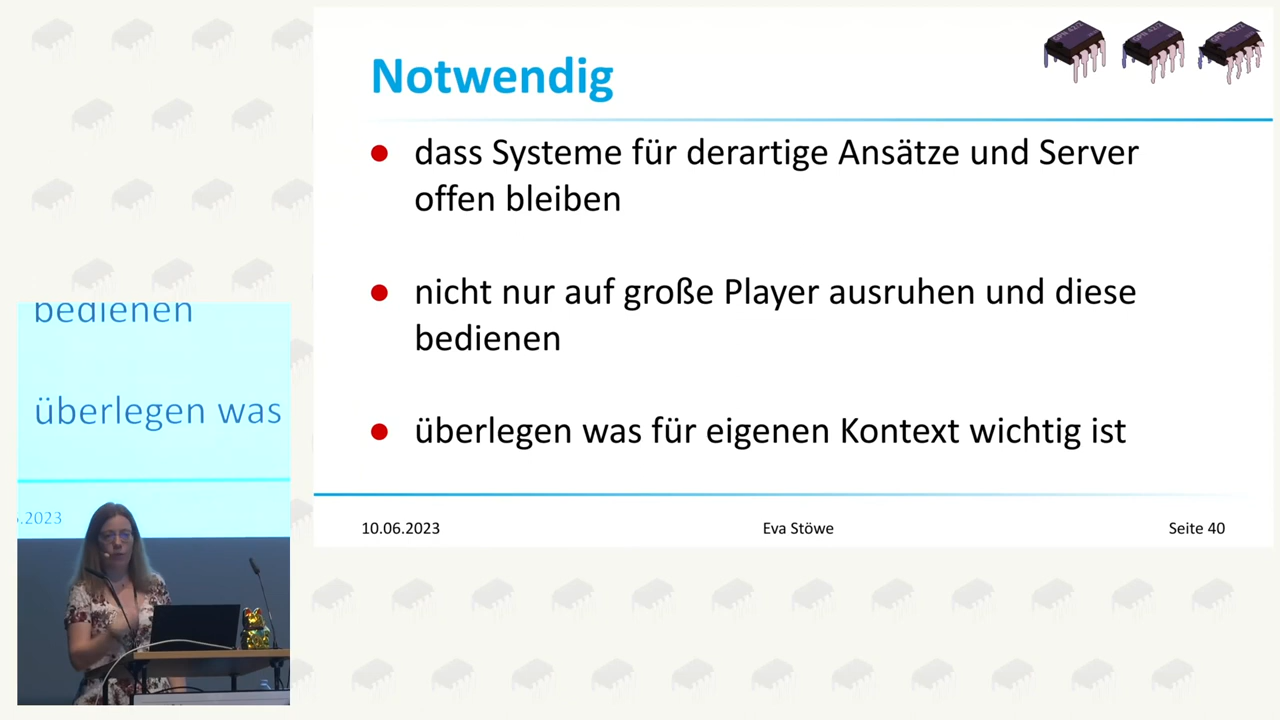 Notwendig
dass Systeme für derartige Ansätze und Server
offen bleiben
nicht nur auf große Player ausruhen und diese
bedienen
überlegen was für eigenen Kontext wichtig ist
10.06.2023
Eva Stöwe
Seite 40
bedienen
überlegen was
.2023